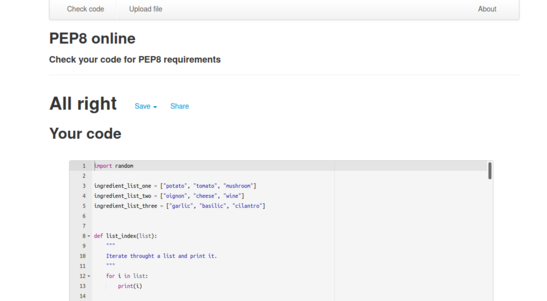 Check code Upload file About
PEP8 online
Check your code for PEP8 requirements
All right Save Share
Your code
1 import random
2
3 ingredient_list_one = ["potato", "tomato", "mushroom"]
4 ingredient_list_two = ["oignon", "cheese", "wine"]
5 ingredient_list_three = ["garlic", "basilic", "cilantro"]
6
7
8 def list_index(list):
9 """
10 Iterate throught a list and print it.
11 """
12 for i in list:
13 print(i)
14